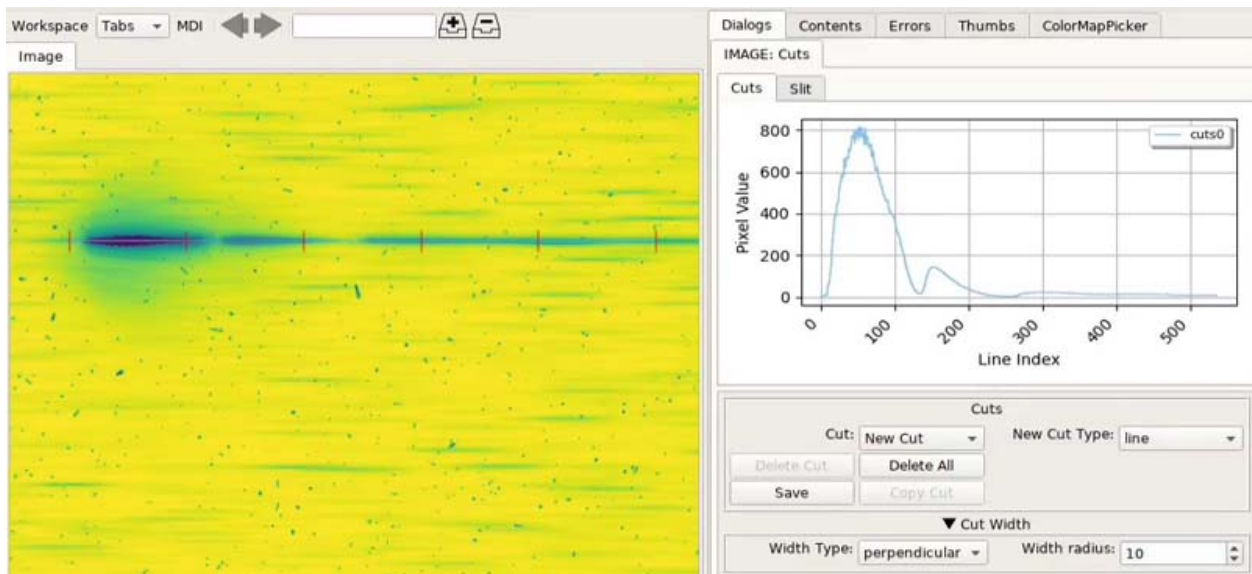 Workspace Tabs MDI
Image
Dialogs Contents Errors Thumbs ColorMapPicker
IMAGE: Cuts
Cuts Slit
cuts0
800
600
400
200
0
Pixel Value
0 100 200 300 400 500
Line Index
Cuts
Cut: New Cut New Cut Type: line
Delete Cut Delete All
Save Copy Cut
Cut Width
Width Type: perpendicular Width radius: 10